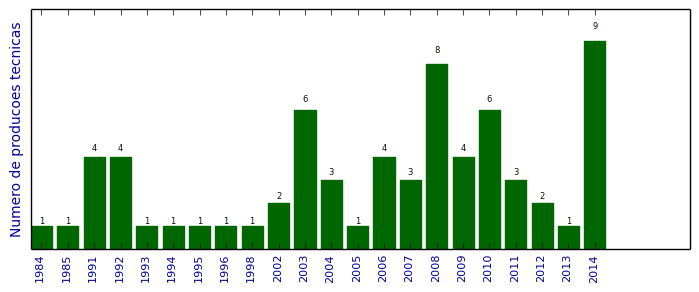 Numero de producoes tecnicas
1 1 4 4 1 1 1 1 1 2 6 3 1 4 3 8 4 6 3 2 1 9
1984 1985 1991 1992 1993 1994 1995 1996 1998 2002 2003 2004 2005 2006 2007 2008 2009 2010 2011 2012 2013 2014